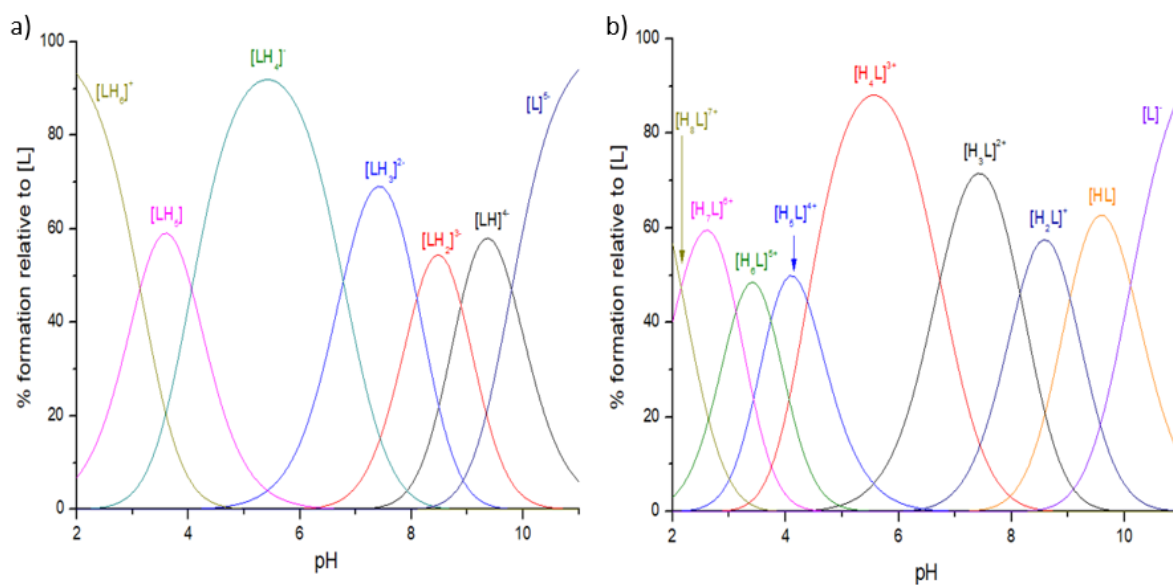 a)
% formation relative to [L]
100
80
60
40
20
0
[LH₆]⁺
[LH₅]
[LH₄]⁻
[LH₃]²⁻
[LH₂]³⁻
[LH]⁴⁻
[L]⁵⁻
2 4 6 8 10
pH
b)
% formation relative to [L]
100
80
60
40
20
0
[H₈L]⁷⁺
[H₇L]⁶⁺
[H₆L]⁵⁺
[H₅L]⁴⁺
[H₄L]³⁺
[H₃L]²⁺
[H₂L]⁺
[HL]
[L]⁻
2 4 6 8 10
pH